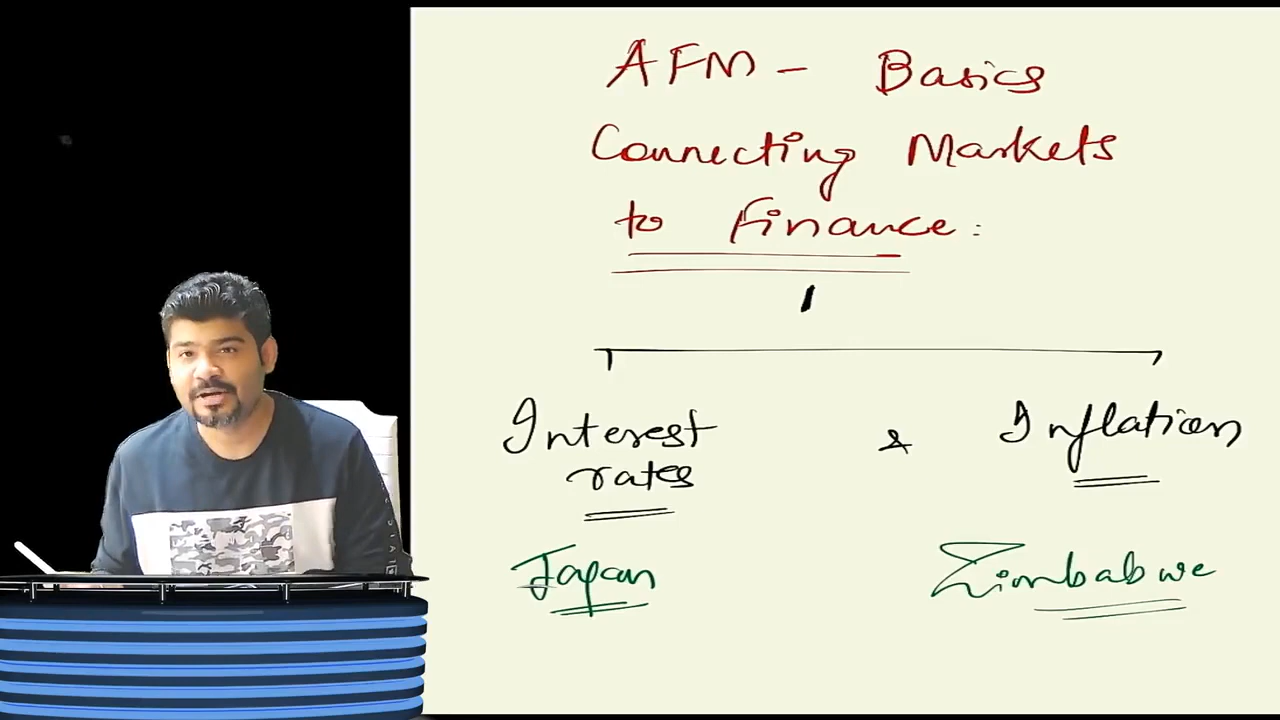 AFM - Basics
Connecting Markets
to Finance:
Interest
rates
& Inflation
Japan
Zimbabwe